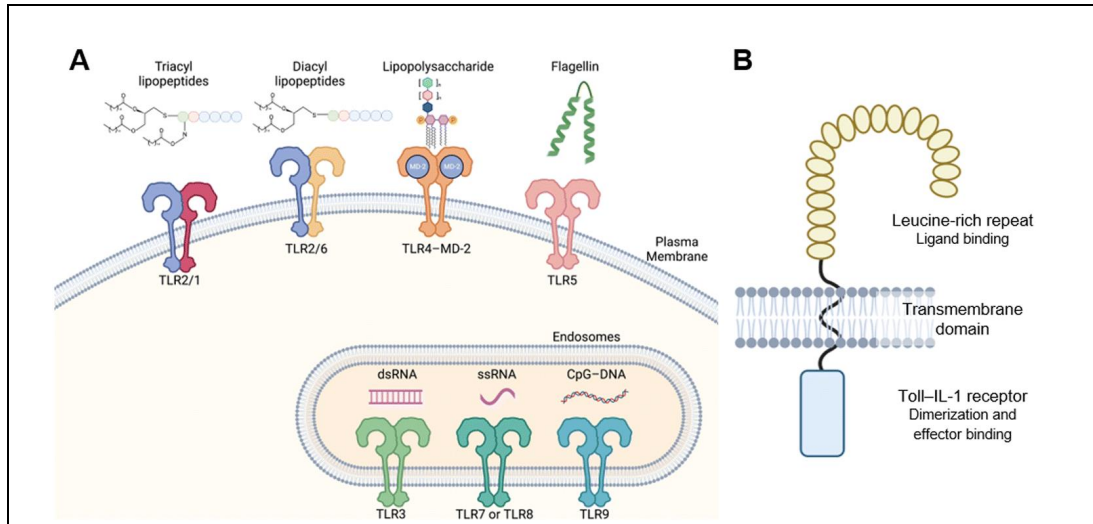 A
Triacyl
lipopeptides
Diacyl
lipopeptides
Lipopolysaccharide
Flagellin
MD-2
MD-2
TLR2/1
TLR2/6
TLR4–MD-2
TLR5
Plasma
Membrane
Endosomes
dsRNA
ssRNA
CpG–DNA
TLR3
TLR7 or TLR8
TLR9
B
Leucine-rich repeat
Ligand binding
Transmembrane
domain
Toll–IL-1 receptor
Dimerization and
effector binding